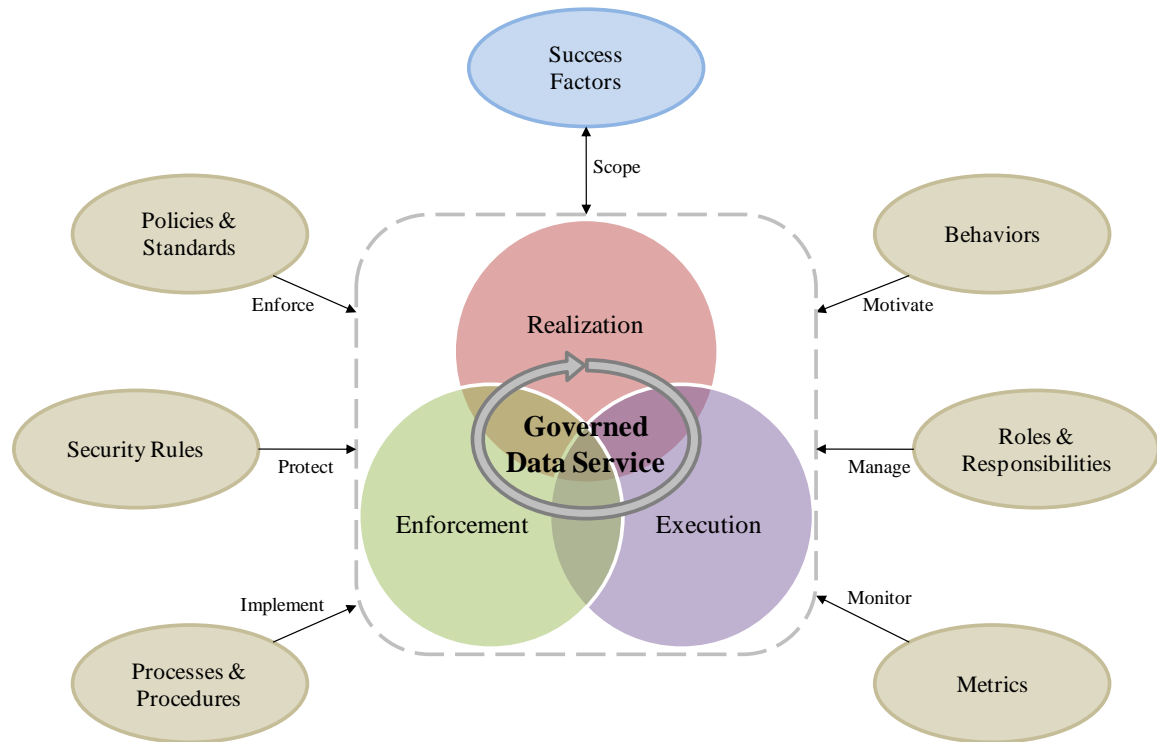 Success
Factors
Scope
Policies &
Standards
Behaviors
Enforce
Motivate
Realization
Security Rules
Protect
Governed
Data Service
Manage
Roles &
Responsibilities
Enforcement
Execution
Implement
Monitor
Processes &
Procedures
Metrics